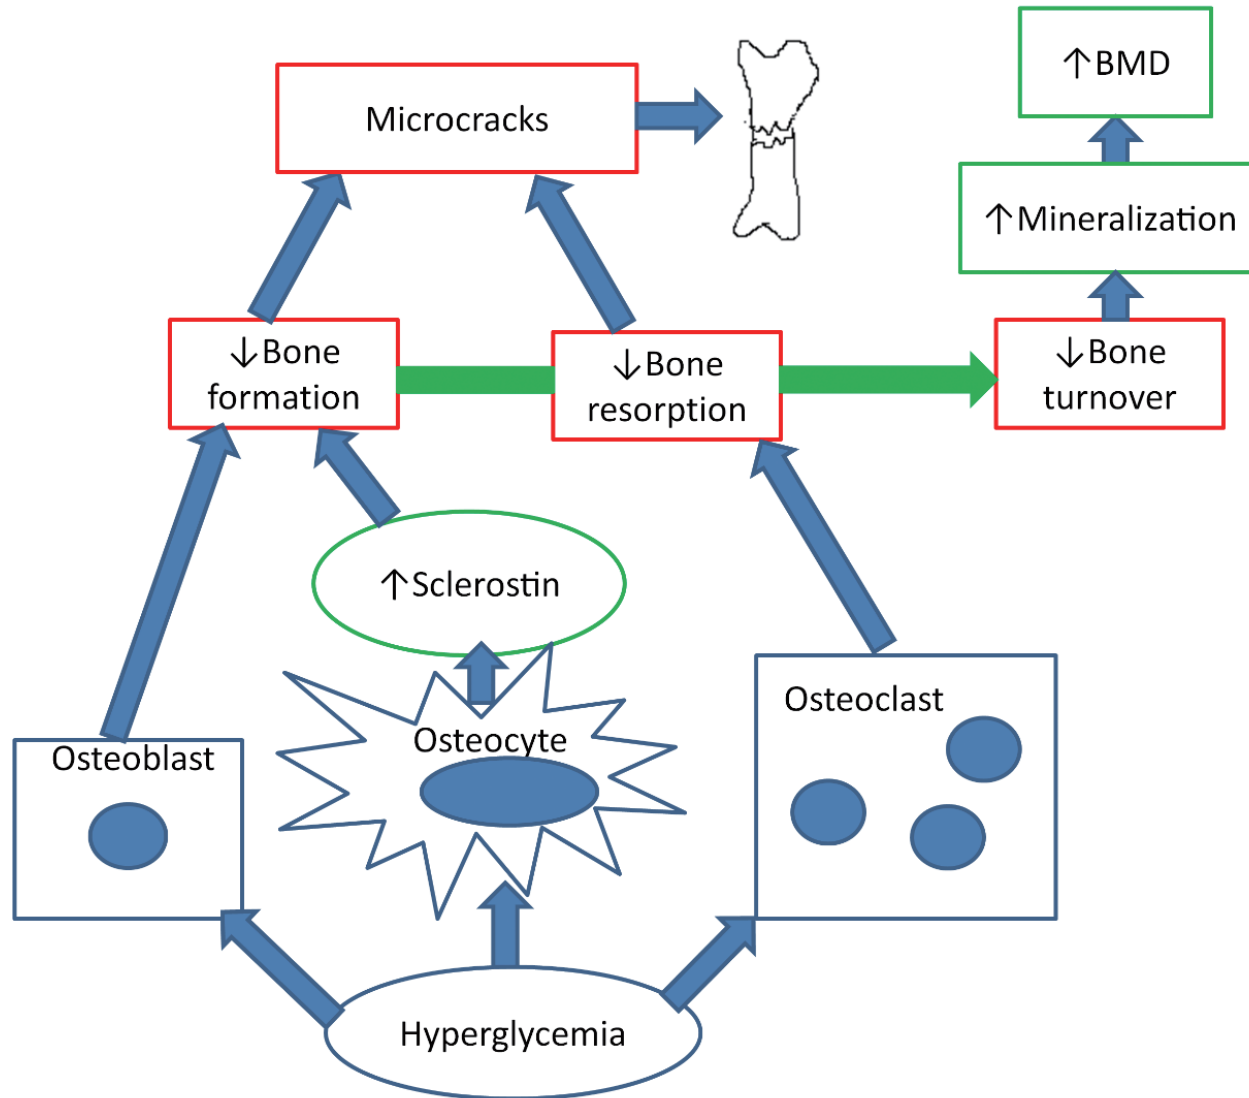 ↑BMD
Microcracks
↑Mineralization
↓Bone
formation
↓Bone
resorption
↓Bone
turnover
↑Sclerostin
Osteoblast
Osteocyte
Osteoclast
Hyperglycemia